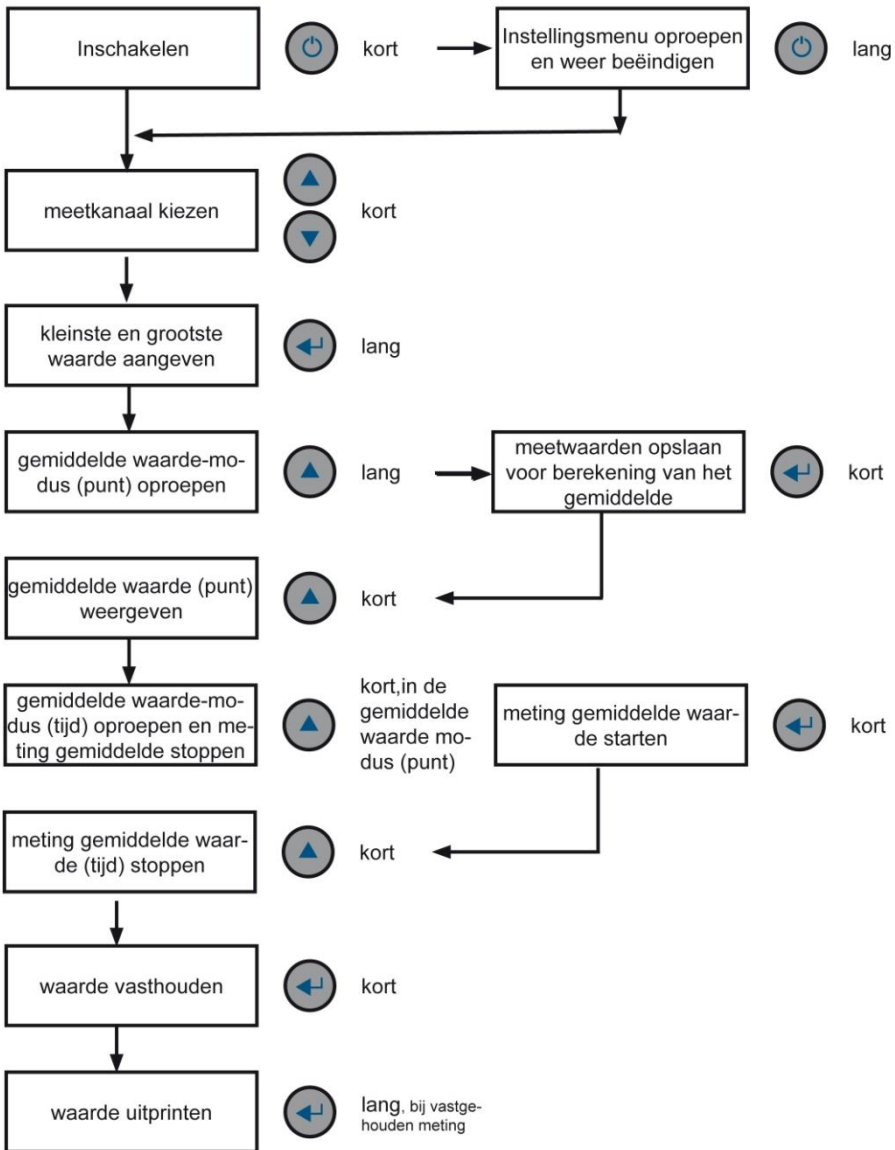 Inschakelen
kort
Instellingsmenu oproepen
en weer beëindigen
lang
meetkanaal kiezen
kort
kleinste en grootste
waarde aangeven
lang
gemiddelde waarde-mo-
dus (punt) oproepen
lang
meetwaarden opslaan
voor berekening van het
gemiddelde
kort
gemiddelde waarde (punt)
weergeven
kort
gemiddelde waarde-mo-
dus (tijd) oproepen en me-
ting gemiddelde stoppen
kort,in de
gemiddelde
waarde mo-
dus (punt)
meting gemiddelde waar-
de starten
kort
meting gemiddelde waar-
de (tijd) stoppen
kort
waarde vasthouden
kort
waarde uitprinten
lang, bij vastge-
houden meting